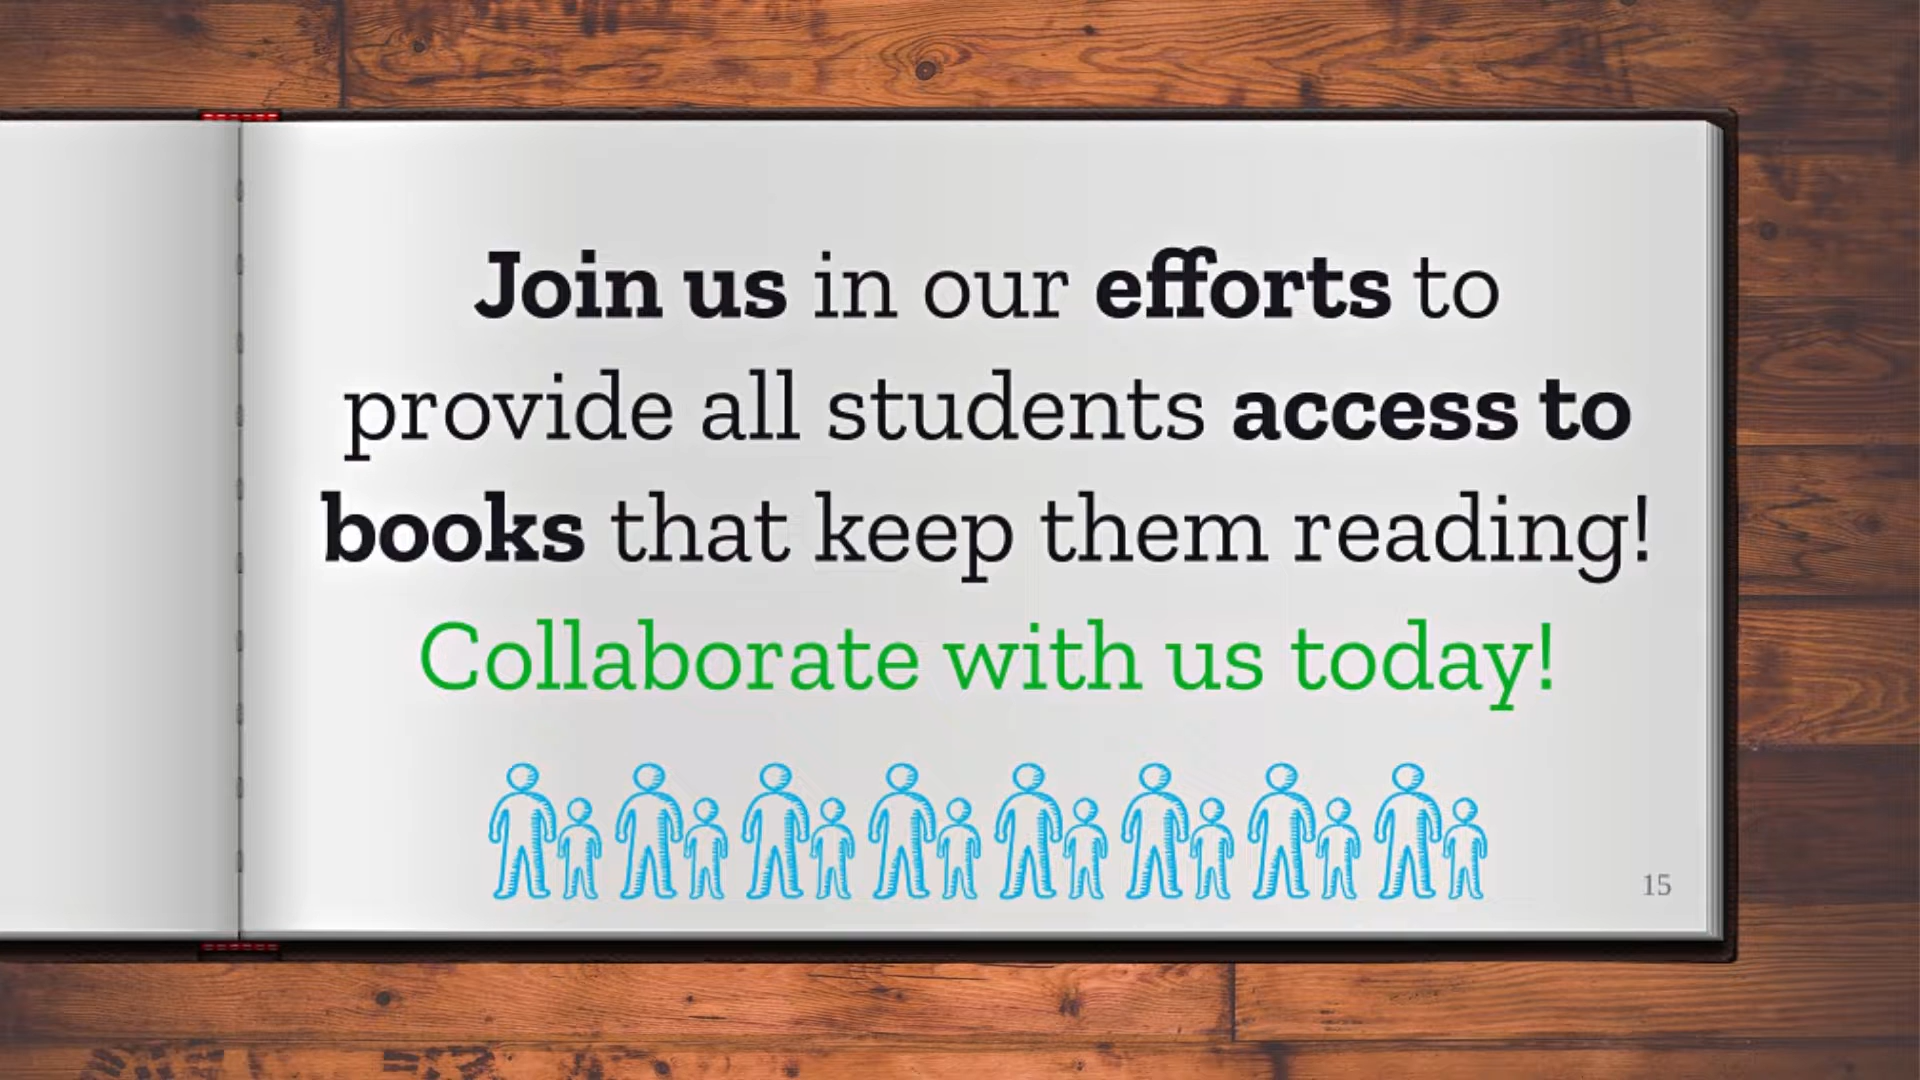 Join us in our efforts to
provide all students access to
books that keep them reading!
Collaborate with us today!
15